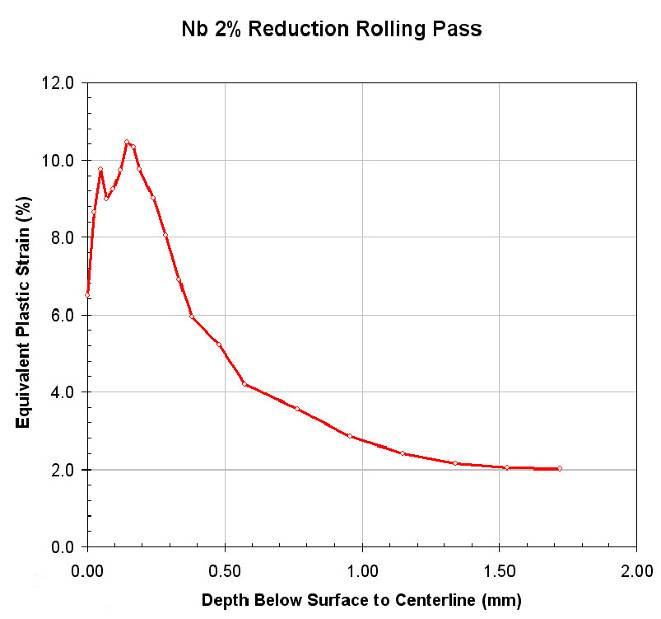 Nb 2% Reduction Rolling Pass
12.0
10.0
8.0
6.0
4.0
2.0
0.0
Equivalent Plastic Strain (%)
0.00 0.50 1.00 1.50 2.00
Depth Below Surface to Centerline (mm)